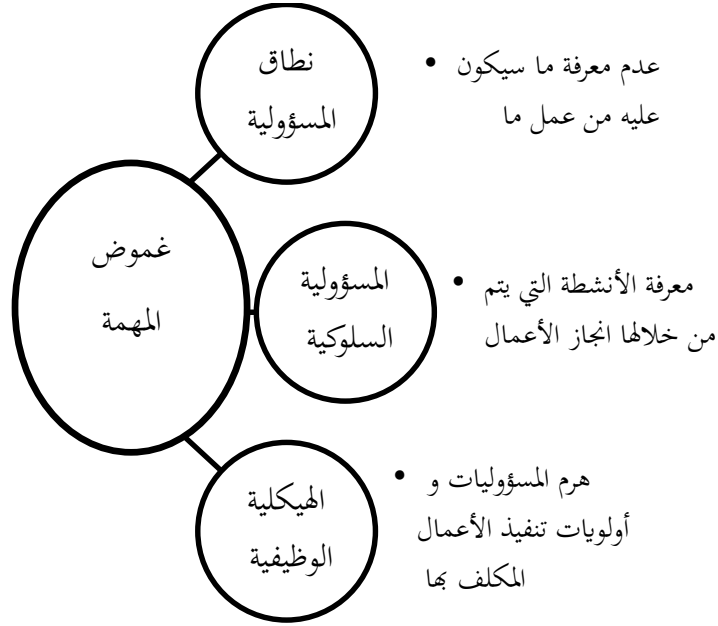 نطاق
المسؤولية
• عدم معرفة ما سيكون
عليه من عمل ما
غموض
المهمة
المسؤولية
السلوكية
• معرفة الأنشطة التي يتم
من خلالها انجاز الأعمال
الهيكلية
الوظيفية
• هرم المسؤوليات و
أولويات تنفيذ الأعمال
المكلف بها